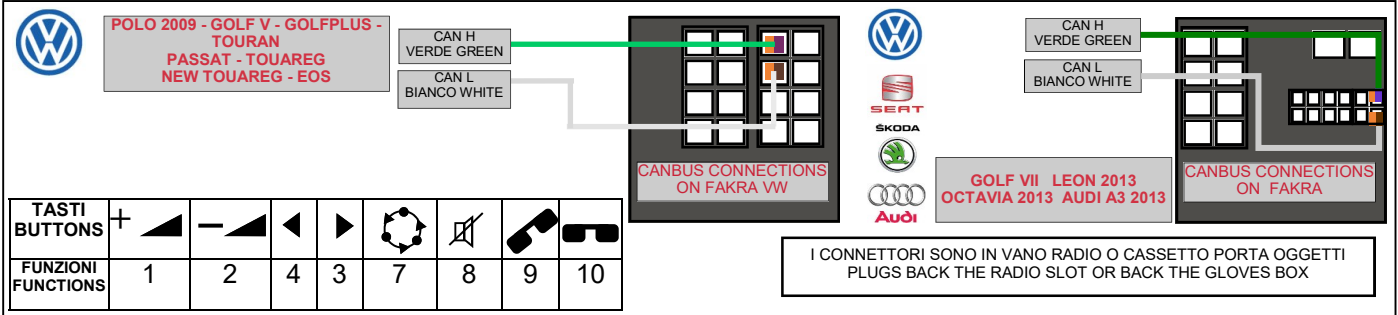 POLO 2009 - GOLF V - GOLFPLUS -
TOURAN
PASSAT - TOUAREG
NEW TOUAREG - EOS
CAN H
VERDE GREEN
CAN L
BIANCO WHITE
CANBUS CONNECTIONS
ON FAKRA VW
SEAT
ŠKODA
Audi
CAN H
VERDE GREEN
CAN L
BIANCO WHITE
GOLF VII LEON 2013
OCTAVIA 2013 AUDI A3 2013
CANBUS CONNECTIONS
ON FAKRA
TASTI
BUTTONS
+ −
FUNZIONI
FUNCTIONS
1 2 4 3 7 8 9 10
I CONNETTORI SONO IN VANO RADIO O CASSETTO PORTA OGGETTI
PLUGS BACK THE RADIO SLOT OR BACK THE GLOVES BOX